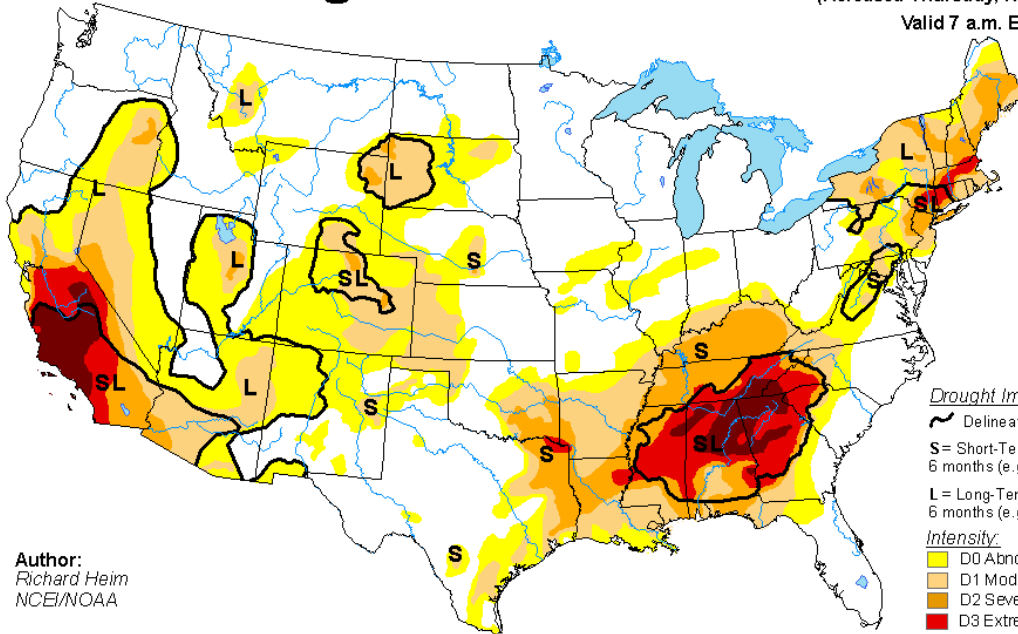 Valid 7 a.m. E
L
L
L
L
S
L
SL
S
L
SL
S
SL
L
S
S
SL
S
S
Drought Im
Delineat
S = Short-Te
6 months (e.g
L = Long-Ter
6 months (e.g
Intensity:
D0 Abno
D1 Mod
D2 Seve
D3 Extre
Author:
Richard Heim
NCEI/NOAA